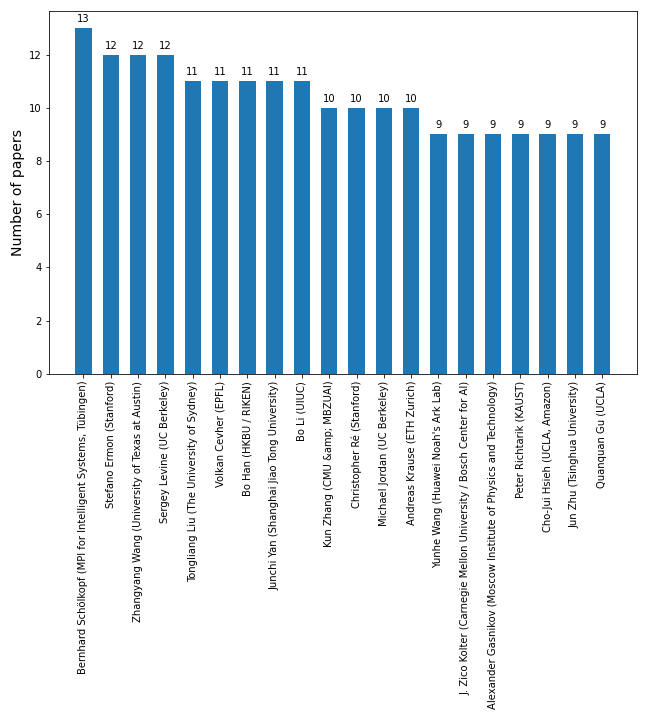 13
12 12 12
11 11 11 11 11
10 10 10 10
9 9 9 9 9 9 9
Number of papers
12
10
8
6
4
2
0
Bernhard Schölkopf (MPI for Intelligent Systems, Tübingen)
Stefano Ermon (Stanford)
Zhangyang Wang (University of Texas at Austin)
Sergey Levine (UC Berkeley)
Tongliang Liu (The University of Sydney)
Volkan Cevher (EPFL)
Bo Han (HKBU / RIKEN)
Junchi Yan (Shanghai Jiao Tong University)
Bo Li (UIUC)
Kun Zhang (CMU &amp; MBZUAI)
Christopher Ré (Stanford)
Michael Jordan (UC Berkeley)
Andreas Krause (ETH Zurich)
Yunhe Wang (Huawei Noah's Ark Lab)
J. Zico Kolter (Carnegie Mellon University / Bosch Center for AI)
Alexander Gasnikov (Moscow Institute of Physics and Technology)
Peter Richtarik (KAUST)
Cho-Jui Hsieh (UCLA, Amazon)
Jun Zhu (Tsinghua University)
Quanquan Gu (UCLA)